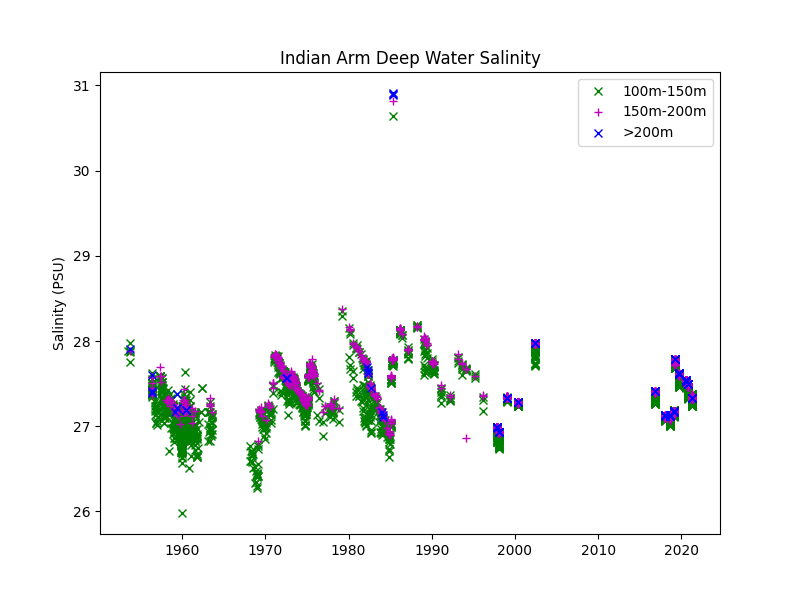 Indian Arm Deep Water Salinity
100m-150m
150m-200m
>200m
Salinity (PSU)
31
30
29
28
27
26
1960
1970
1980
1990
2000
2010
2020